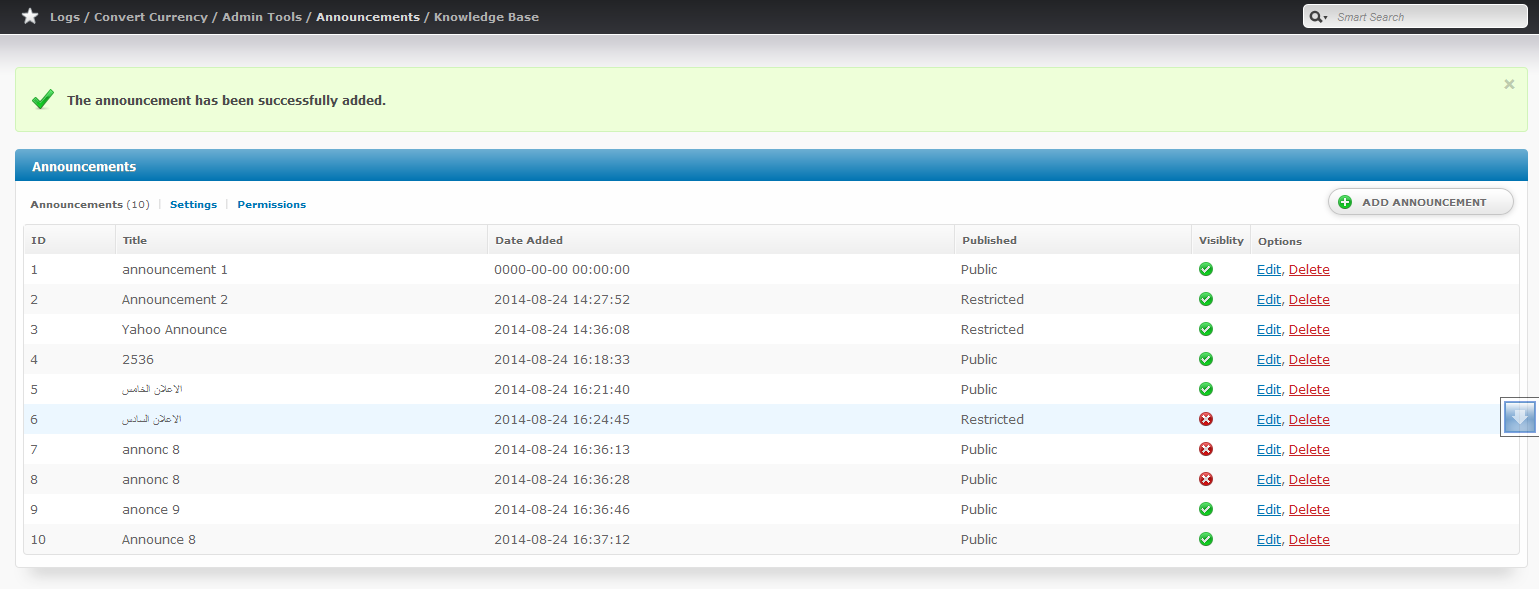 Logs / Convert Currency / Admin Tools / Announcements / Knowledge Base
Smart Search
The announcement has been successfully added.
Announcements
Announcements (10) | Settings | Permissions
ADD ANNOUNCEMENT
ID Title Date Added Published Visiblity Options
1 announcement 1 0000-00-00 00:00:00 Public Edit, Delete
2 Announcement 2 2014-08-24 14:27:52 Restricted Edit, Delete
3 Yahoo Announce 2014-08-24 14:36:08 Restricted Edit, Delete
4 2536 2014-08-24 16:18:33 Public Edit, Delete
5 الاعلان الخامس 2014-08-24 16:21:40 Public Edit, Delete
6 الاعلان السادس 2014-08-24 16:24:45 Restricted Edit, Delete
7 annonc 8 2014-08-24 16:36:13 Public Edit, Delete
8 annonc 8 2014-08-24 16:36:28 Public Edit, Delete
9 anonce 9 2014-08-24 16:36:46 Public Edit, Delete
10 Announce 8 2014-08-24 16:37:12 Public Edit, Delete